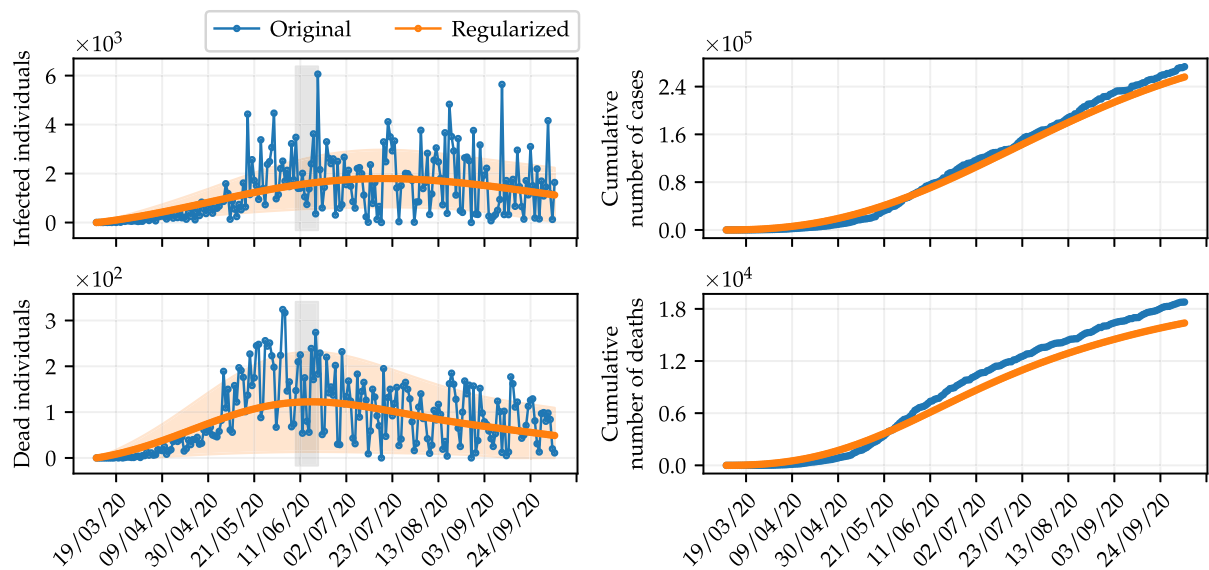 Original Regularized
×10³
Infected individuals
6
4
2
0
×10⁵
Cumulative
number of cases
2.4
1.6
0.8
0.0
×10²
Dead individuals
3
2
1
0
19/03/20 09/04/20 30/04/20 21/05/20 11/06/20 02/07/20 23/07/20 13/08/20 03/09/20 24/09/20
×10⁴
Cumulative
number of deaths
1.8
1.2
0.6
0.0
19/03/20 09/04/20 30/04/20 21/05/20 11/06/20 02/07/20 23/07/20 13/08/20 03/09/20 24/09/20